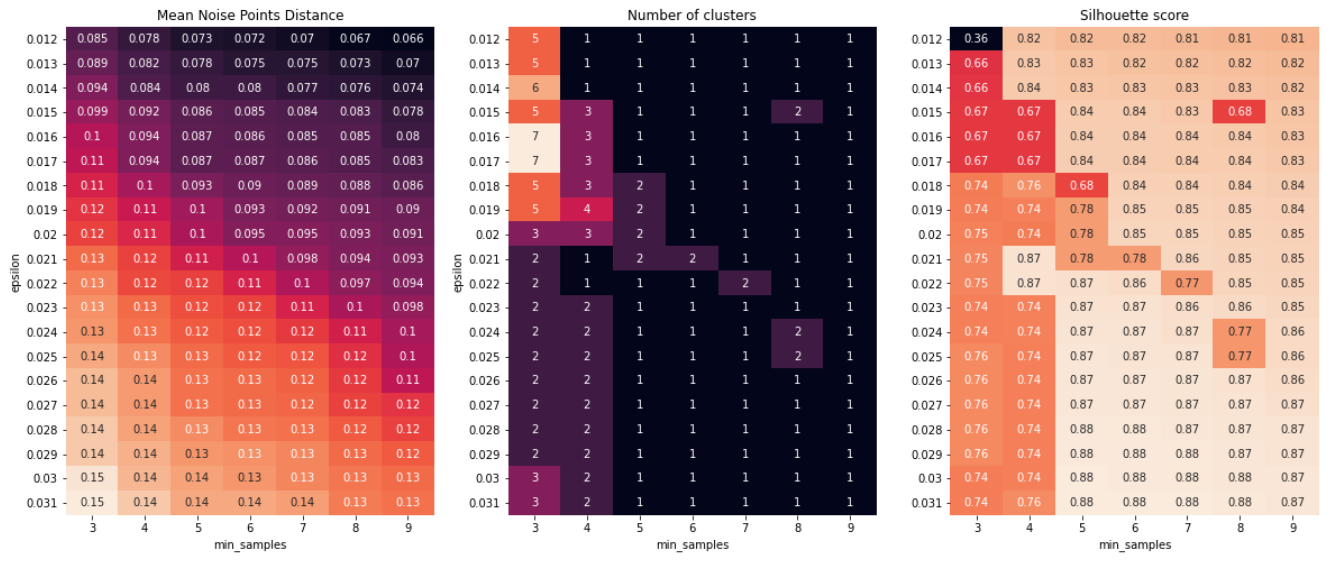 Mean Noise Points Distance
Number of clusters
Silhouette score
0.012 0.085 0.078 0.073 0.072 0.07 0.067 0.066
0.013 0.089 0.082 0.078 0.075 0.075 0.073 0.07
0.014 0.094 0.084 0.08 0.08 0.077 0.076 0.074
0.015 0.099 0.092 0.086 0.085 0.084 0.083 0.078
0.016 0.1 0.094 0.087 0.086 0.085 0.085 0.08
0.017 0.11 0.094 0.087 0.087 0.086 0.085 0.083
0.018 0.11 0.1 0.093 0.09 0.089 0.088 0.086
0.019 0.12 0.11 0.1 0.093 0.092 0.091 0.09
0.02 0.12 0.11 0.1 0.095 0.095 0.093 0.091
0.021 0.13 0.12 0.11 0.1 0.098 0.094 0.093
0.022 0.13 0.12 0.12 0.11 0.1 0.097 0.094
0.023 0.13 0.13 0.12 0.12 0.11 0.1 0.098
0.024 0.13 0.13 0.12 0.12 0.12 0.11 0.1
0.025 0.14 0.13 0.13 0.12 0.12 0.12 0.1
0.026 0.14 0.14 0.13 0.13 0.12 0.12 0.11
0.027 0.14 0.14 0.13 0.13 0.12 0.12 0.12
0.028 0.14 0.14 0.13 0.13 0.13 0.12 0.12
0.029 0.14 0.14 0.13 0.13 0.13 0.13 0.12
0.03 0.15 0.14 0.14 0.13 0.13 0.13 0.13
0.031 0.15 0.14 0.14 0.14 0.14 0.13 0.13
3 4 5 6 7 8 9
min_samples
epsilon
0.012 5 1 1 1 1 1 1
0.013 5 1 1 1 1 1 1
0.014 6 1 1 1 1 1 1
0.015 5 3 1 1 1 2 1
0.016 7 3 1 1 1 1 1
0.017 7 3 1 1 1 1 1
0.018 5 3 2 1 1 1 1
0.019 5 4 2 1 1 1 1
0.02 3 3 2 1 1 1 1
0.021 2 1 2 2 1 1 1
0.022 2 1 1 1 2 1 1
0.023 2 2 1 1 1 1 1
0.024 2 2 1 1 1 2 1
0.025 2 2 1 1 1 2 1
0.026 2 2 1 1 1 1 1
0.027 2 2 1 1 1 1 1
0.028 2 2 1 1 1 1 1
0.029 2 2 1 1 1 1 1
0.03 3 2 1 1 1 1 1
0.031 3 2 1 1 1 1 1
3 4 5 6 7 8 9
min_samples
epsilon
0.012 0.36 0.82 0.82 0.82 0.81 0.81 0.81
0.013 0.66 0.83 0.83 0.82 0.82 0.82 0.82
0.014 0.66 0.84 0.83 0.83 0.83 0.82 0.82
0.015 0.67 0.67 0.84 0.84 0.83 0.68 0.83
0.016 0.67 0.67 0.84 0.84 0.84 0.84 0.83
0.017 0.67 0.67 0.84 0.84 0.84 0.84 0.83
0.018 0.74 0.76 0.68 0.84 0.84 0.84 0.84
0.019 0.74 0.74 0.78 0.85 0.85 0.85 0.84
0.02 0.75 0.74 0.78 0.85 0.85 0.85 0.85
0.021 0.75 0.87 0.78 0.78 0.86 0.85 0.85
0.022 0.75 0.87 0.87 0.86 0.77 0.85 0.85
0.023 0.74 0.74 0.87 0.87 0.86 0.86 0.85
0.024 0.74 0.74 0.87 0.87 0.87 0.77 0.86
0.025 0.76 0.74 0.87 0.87 0.87 0.77 0.86
0.026 0.76 0.74 0.87 0.87 0.87 0.87 0.86
0.027 0.76 0.74 0.87 0.87 0.87 0.87 0.87
0.028 0.76 0.74 0.88 0.88 0.87 0.87 0.87
0.029 0.76 0.74 0.88 0.88 0.88 0.87 0.87
0.03 0.74 0.74 0.88 0.88 0.88 0.88 0.87
0.031 0.74 0.76 0.88 0.88 0.88 0.88 0.87
3 4 5 6 7 8 9
min_samples
epsilon